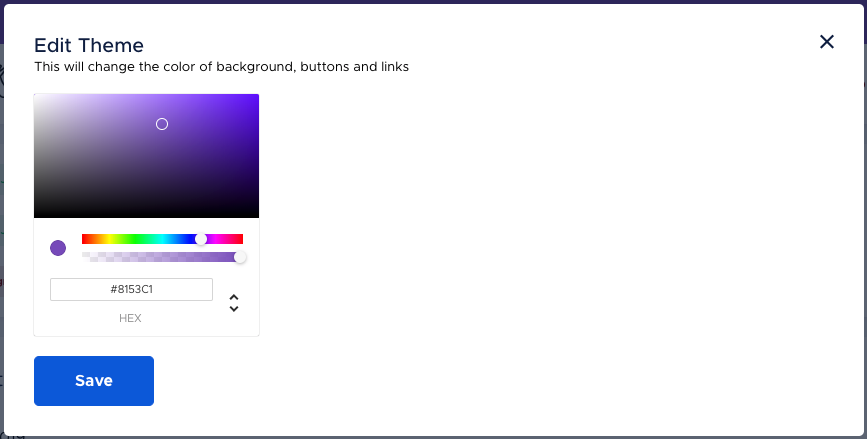 Edit Theme
This will change the color of background, buttons and links
#8153C1
HEX
Save